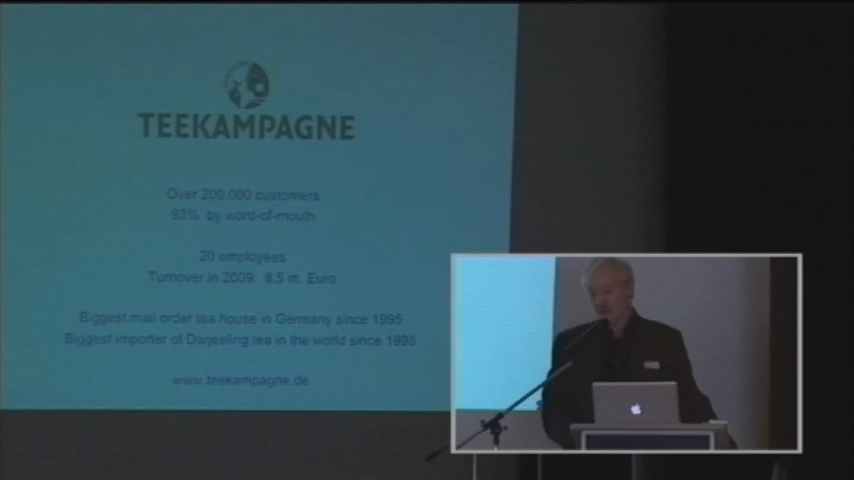 TEEKAMPAGNE
Over 200.000 customers
93% by word-of-mouth
20 employees
Turnover in 2009: 8.5 m. Euro
Biggest mail order tea house in Germany since 1995
Biggest importer of Darjeeling tea in the world since 1998
www.teekampagne.de